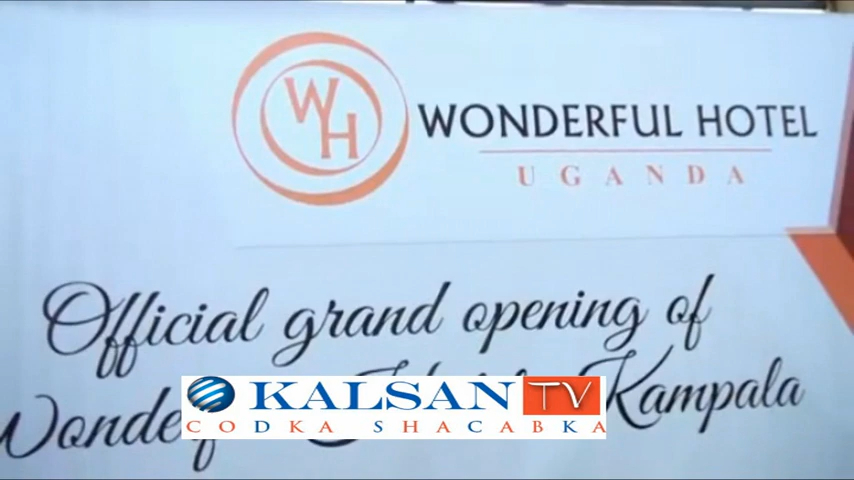 WH
WONDERFUL HOTEL
UGANDA
Official grand opening of
Kampala
KALSAN TV
CODKA SHACABKA